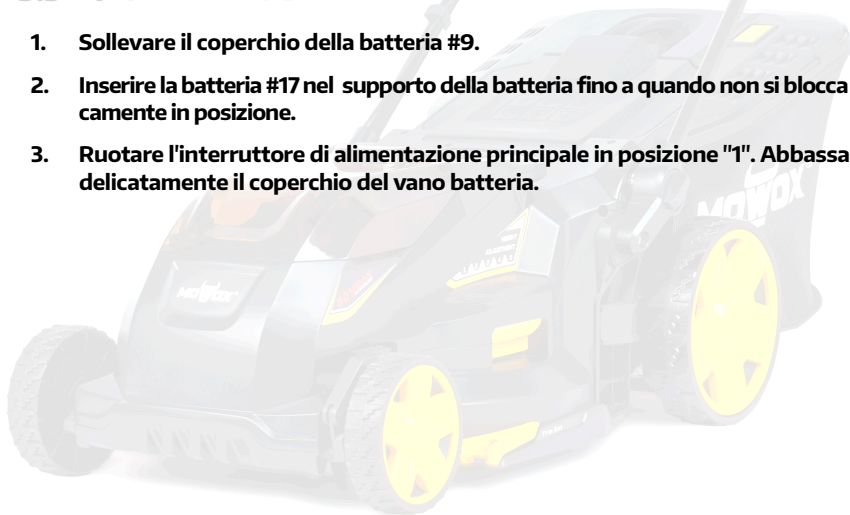 1. Sollevare il coperchio della batteria #9.
2. Inserire la batteria #17 nel supporto della batteria fino a quando non si blocca
camente in posizione.
3. Ruotare l'interruttore di alimentazione principale in posizione "1". Abbassa
delicatamente il coperchio del vano batteria.
MOWOX
MOWOX